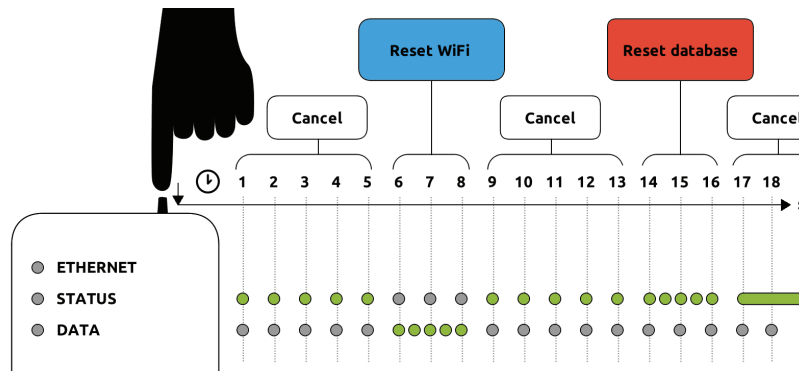 Reset WiFi
Reset database
Cancel
Cancel
Cancel
1 2 3 4 5 6 7 8 9 10 11 12 13 14 15 16 17 18
ETHERNET
STATUS
DATA